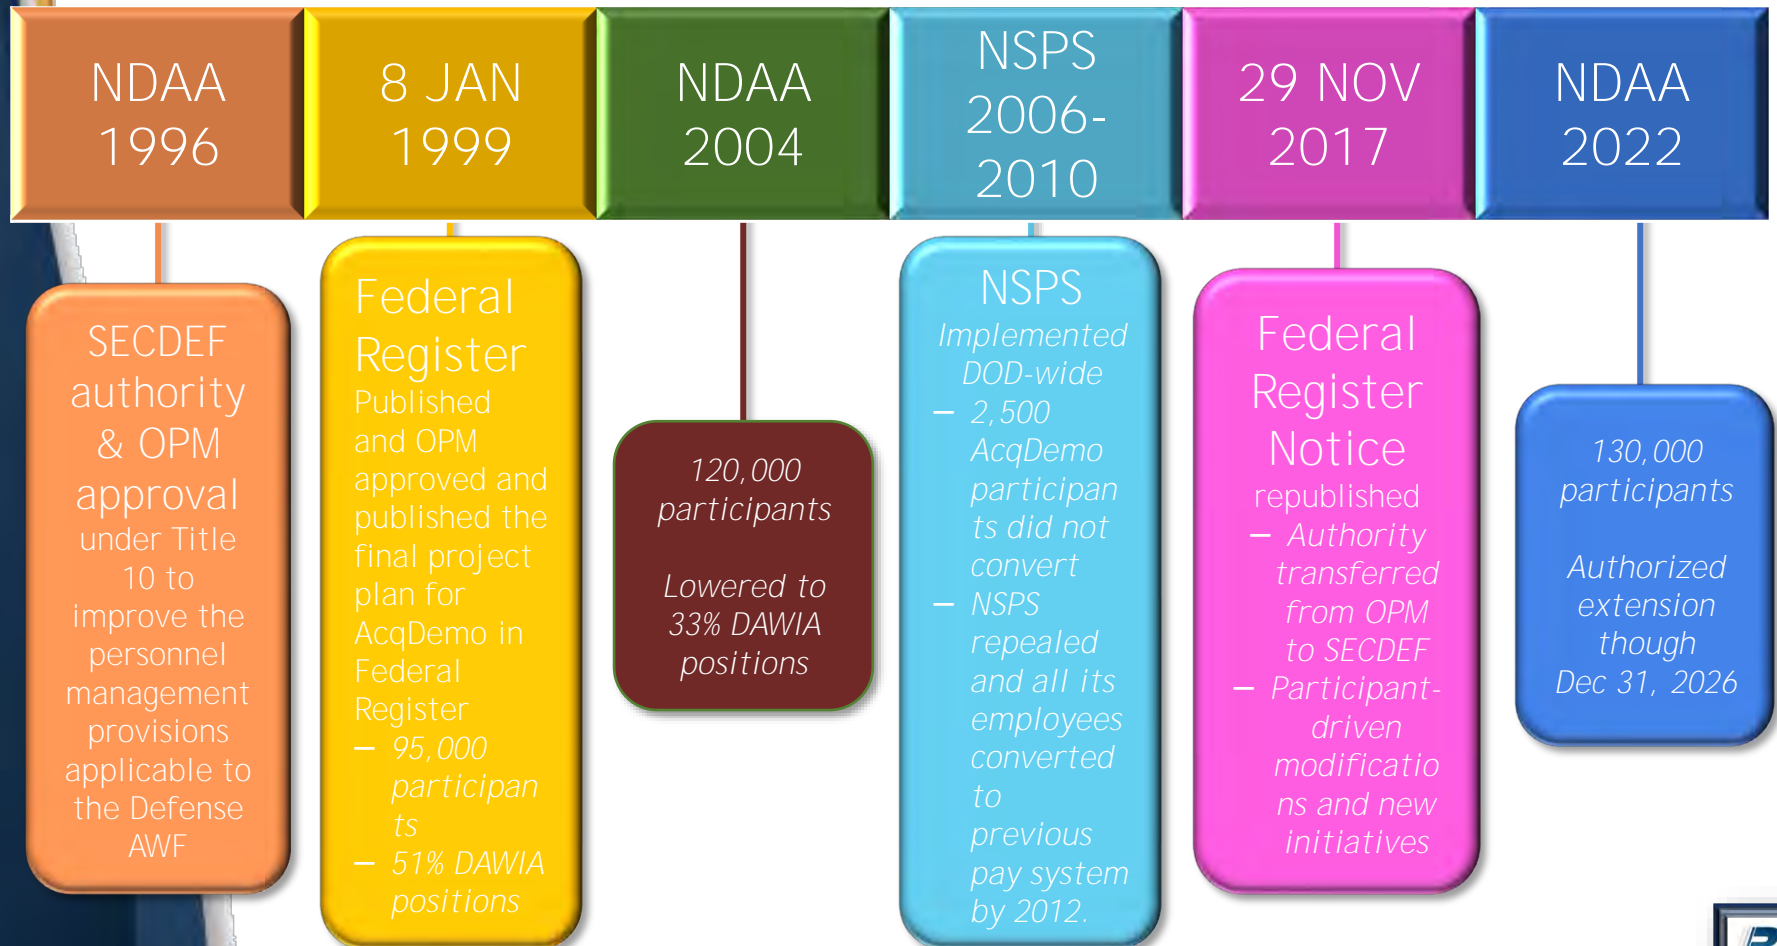 NDAA
1996
8 JAN
1999
NDAA
2004
NSPS
2006-
2010
29 NOV
2017
NDAA
2022
SECDEF
authority
& OPM
approval
under Title
10 to
improve the
personnel
management
provisions
applicable to
the Defense
AWF
Federal
Register
Published
and OPM
approved and
published the
final project
plan for
AcqDemo in
Federal
Register
– 95,000
participan
ts
– 51% DAWIA
positions
120,000
participants
Lowered to
33% DAWIA
positions
NSPS
Implemented
DOD-wide
– 2,500
AcqDemo
participan
ts did not
convert
– NSPS
repealed
and all its
employees
converted
to
previous
pay system
by 2012.
Federal
Register
Notice
republished
– Authority
transferred
from OPM
to SECDEF
– Participant-
driven
modificatio
ns and new
initiatives
130,000
participants
Authorized
extension
though
Dec 31, 2026